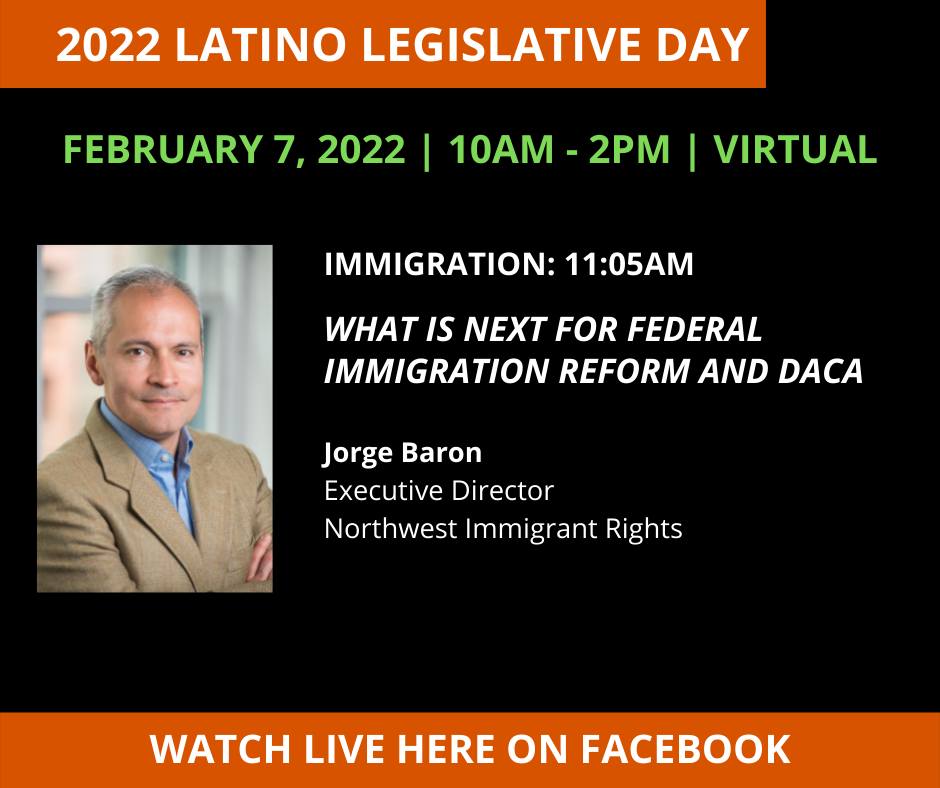 2022 LATINO LEGISLATIVE DAY
FEBRUARY 7, 2022 | 10AM - 2PM | VIRTUAL
IMMIGRATION: 11:05AM
WHAT IS NEXT FOR FEDERAL
IMMIGRATION REFORM AND DACA
Jorge Baron
Executive Director
Northwest Immigrant Rights
WATCH LIVE HERE ON FACEBOOK